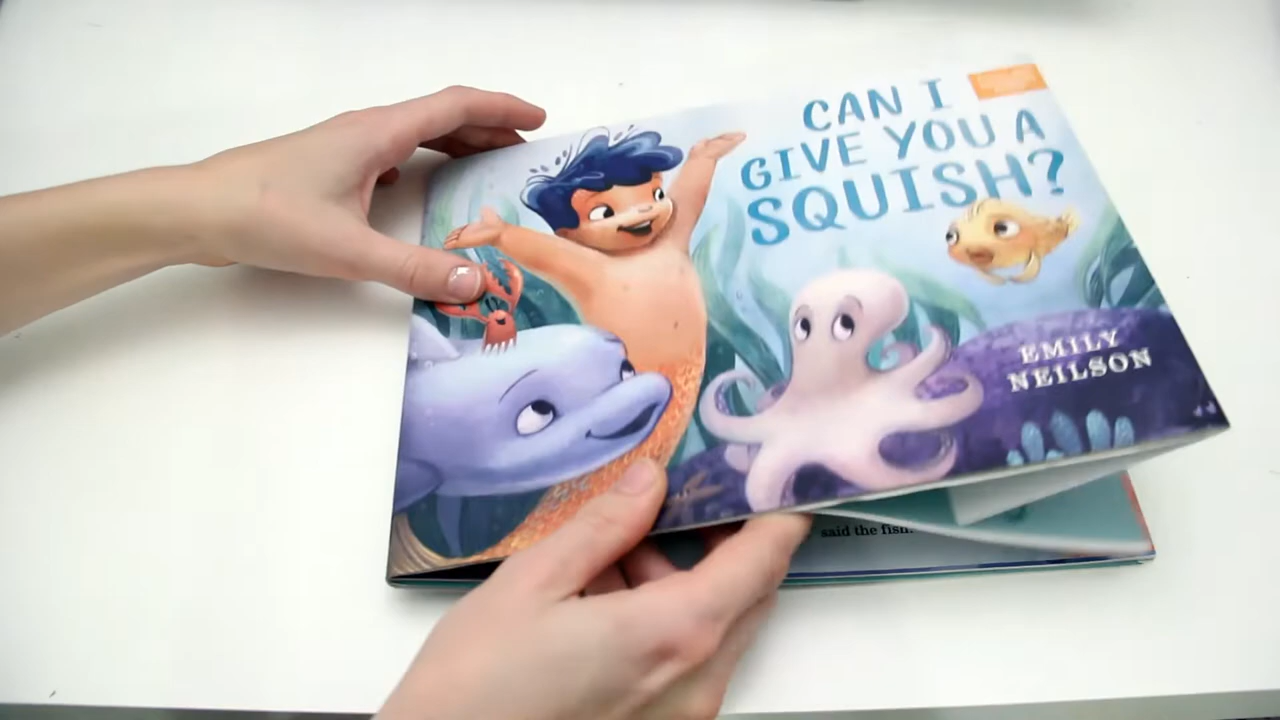 CAN I
GIVE YOU A
SQUISH?
EMILY
NEILSON
said the fish.